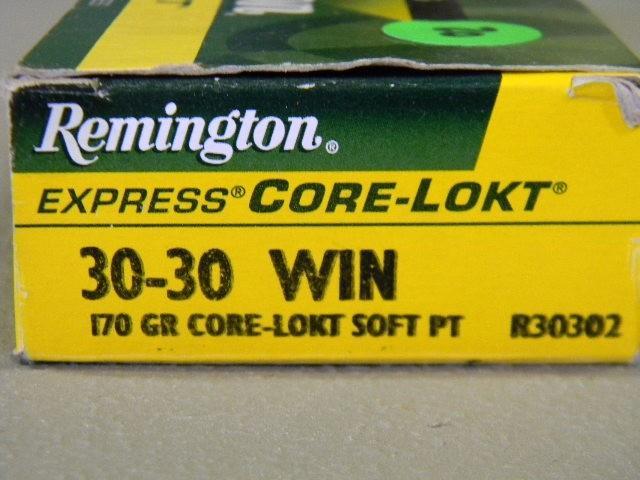 Remington®
EXPRESS® CORE-LOKT®
30-30 WIN
170 GR CORE-LOKT SOFT PT R30302